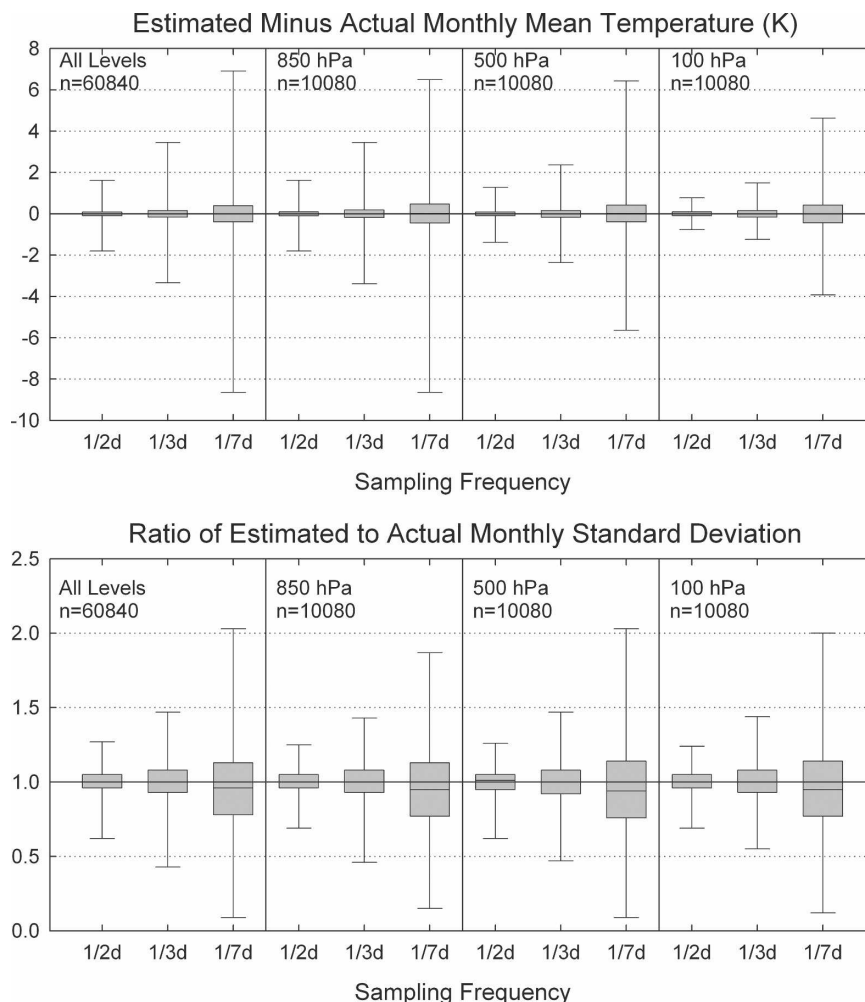 Estimated Minus Actual Monthly Mean Temperature (K)
8
6
4
2
0
-2
-4
-6
-8
-10
All Levels
n=60840
850 hPa
n=10080
500 hPa
n=10080
100 hPa
n=10080
1/2d 1/3d 1/7d 1/2d 1/3d 1/7d 1/2d 1/3d 1/7d 1/2d 1/3d 1/7d
Sampling Frequency
Ratio of Estimated to Actual Monthly Standard Deviation
2.5
2.0
1.5
1.0
0.5
0.0
All Levels
n=60840
850 hPa
n=10080
500 hPa
n=10080
100 hPa
n=10080
1/2d 1/3d 1/7d 1/2d 1/3d 1/7d 1/2d 1/3d 1/7d 1/2d 1/3d 1/7d
Sampling Frequency